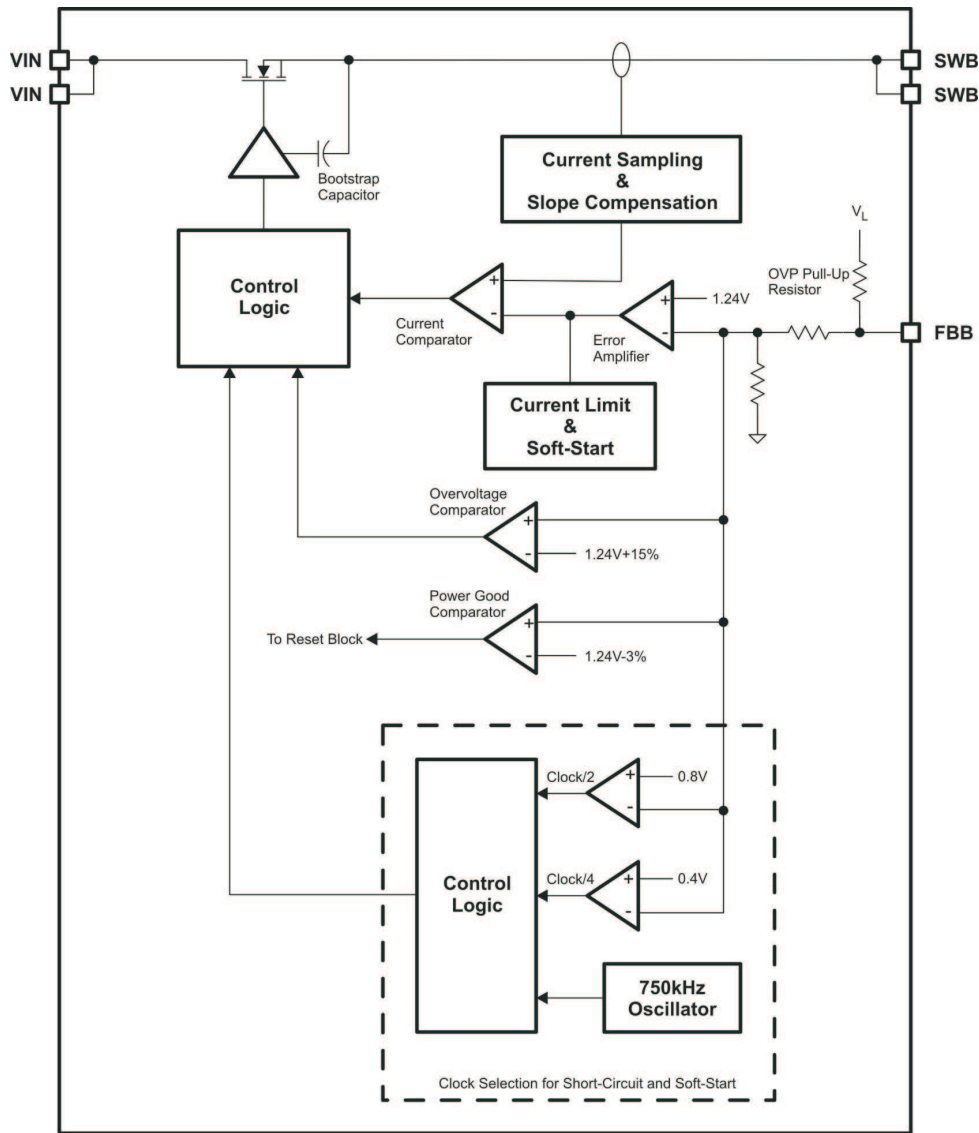 VIN
SWB
VIN
SWB
Bootstrap
Capacitor
Current Sampling
&
Slope Compensation
VL
OVP Pull-Up
Resistor
Control
Logic
+
-
Current
Comparator
+
-
1.24V
Error
Amplifier
FBB
Current Limit
&
Soft-Start
Overvoltage
Comparator
+
-
1.24V+15%
Power Good
Comparator
To Reset Block
+
-
1.24V-3%
Clock/2
+
-
0.8V
Control
Logic
Clock/4
+
-
0.4V
750kHz
Oscillator
Clock Selection for Short-Circuit and Soft-Start